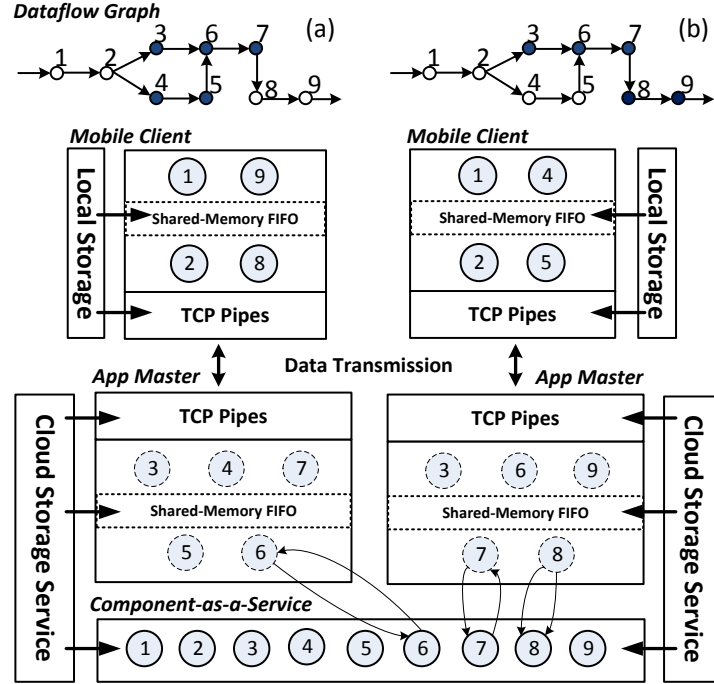 Dataflow Graph
(a)
(b)
1 2 3 4 5 6 7 8 9
1 2 3 4 5 6 7 8 9
Mobile Client
Mobile Client
Local Storage
1 9
Shared-Memory FIFO
2 8
TCP Pipes
1 4
Shared-Memory FIFO
2 5
TCP Pipes
Local Storage
Data Transmission
App Master
App Master
Cloud Storage Service
TCP Pipes
3 4 7
Shared-Memory FIFO
5 6
TCP Pipes
3 6 9
Shared-Memory FIFO
7 8
Cloud Storage Service
Component-as-a-Service
1 2 3 4 5 6 7 8 9